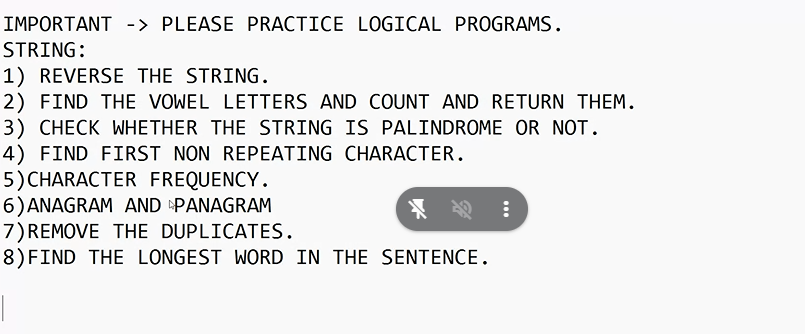 IMPORTANT -> PLEASE PRACTICE LOGICAL PROGRAMS.
STRING:
1) REVERSE THE STRING.
2) FIND THE VOWEL LETTERS AND COUNT AND RETURN THEM.
3) CHECK WHETHER THE STRING IS PALINDROME OR NOT.
4) FIND FIRST NON REPEATING CHARACTER.
5)CHARACTER FREQUENCY.
6)ANAGRAM AND PANAGRAM
7)REMOVE THE DUPLICATES.
8)FIND THE LONGEST WORD IN THE SENTENCE.